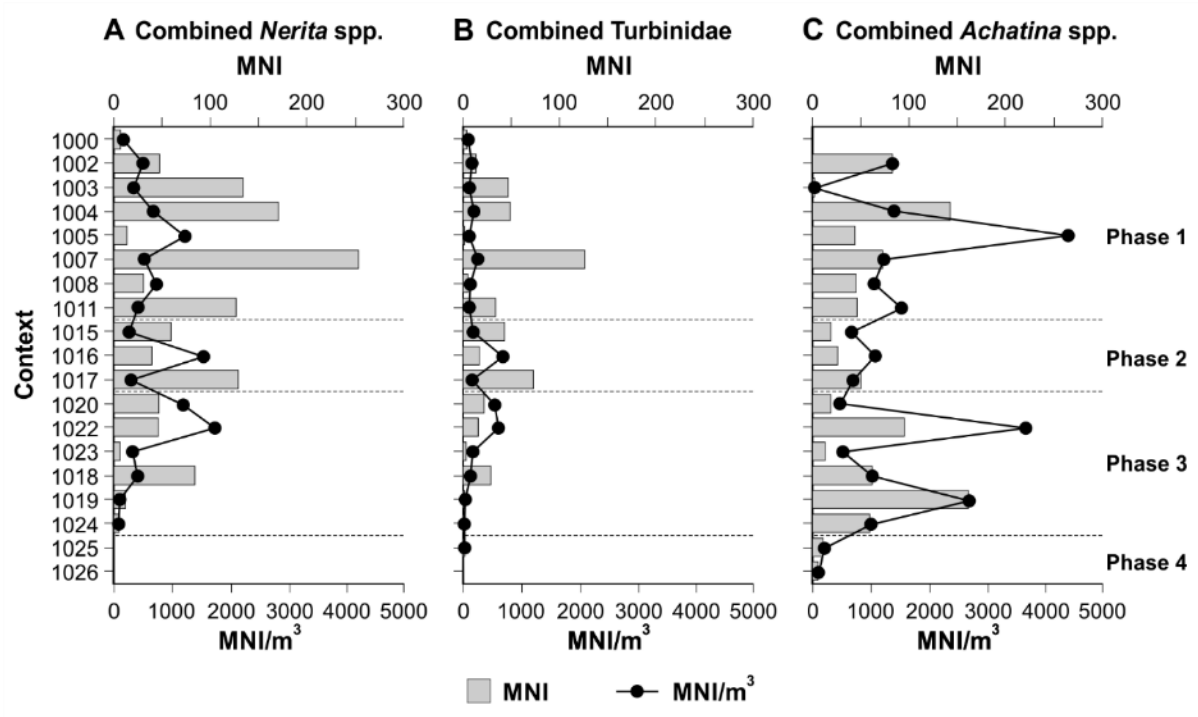 A Combined Nerita spp.
MNI
0 100 100 300
B Combined Turbinidae
MNI
0 100 100 300
C Combined Achatina spp.
MNI
0 100 200 300
Context
1000
1002
1003
1004
1005
1007
1008
1011
1015
1016
1017
1020
1022
1023
1018
1019
1024
1025
1026
Phase 1
Phase 2
Phase 3
Phase 4
0 1000 2000 3000 4000 5000
MNI/m³
0 1000 2000 3000 4000 5000
MNI/m³
0 1000 2000 3000 4000 5000
MNI/m³
MNI
MNI/m³